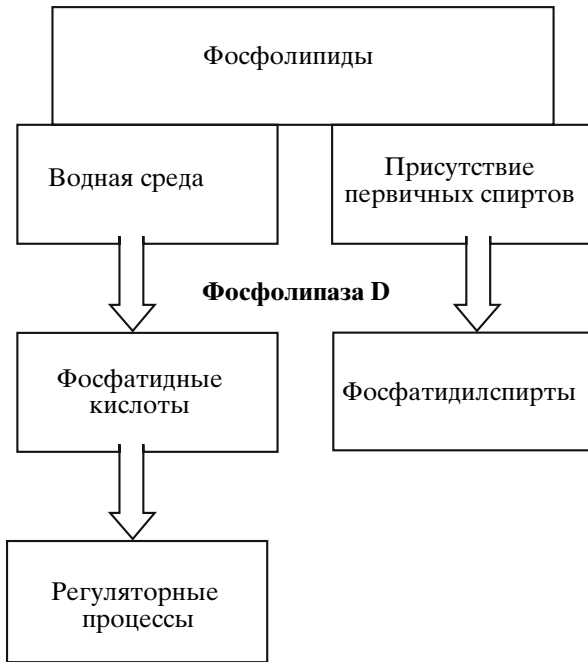 Фосфолипиды
Водная среда
Присутствие
первичных спиртов
Фосфолипаза D
Фосфатидные
кислоты
Фосфатидилспирты
Регуляторные
процессы